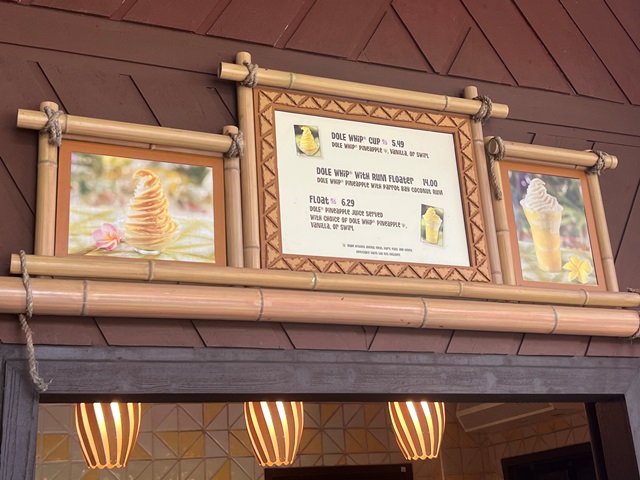 DOLE WHIP® CUP 5.49
DOLE WHIP® PINEAPPLE, VANILLA, OR SWIRL
DOLE WHIP® WITH RUM FLOATER 14.00
DOLE WHIP® PINEAPPLE WITH PARROT BAY COCONUT RUM
FLOAT 6.29
DOLE® PINEAPPLE JUICE SERVED
WITH CHOICE OF DOLE WHIP® PINEAPPLE,
VANILLA, OR SWIRL